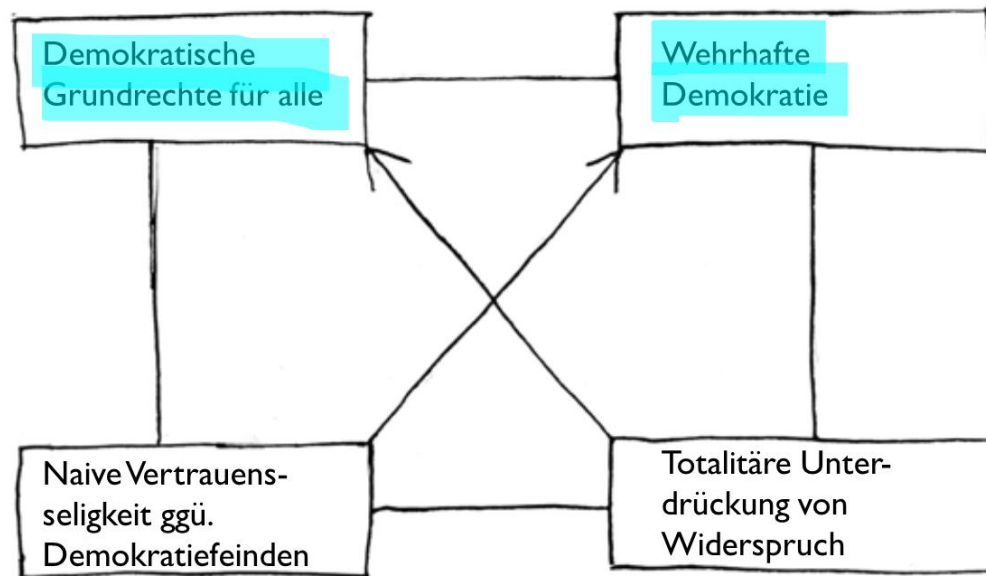 Demokratische
Grundrechte für alle
Wehrhafte
Demokratie
Naive Vertrauens-
seligkeit ggü.
Demokratiefeinden
Totalitäre Unter-
drückung von
Widerspruch